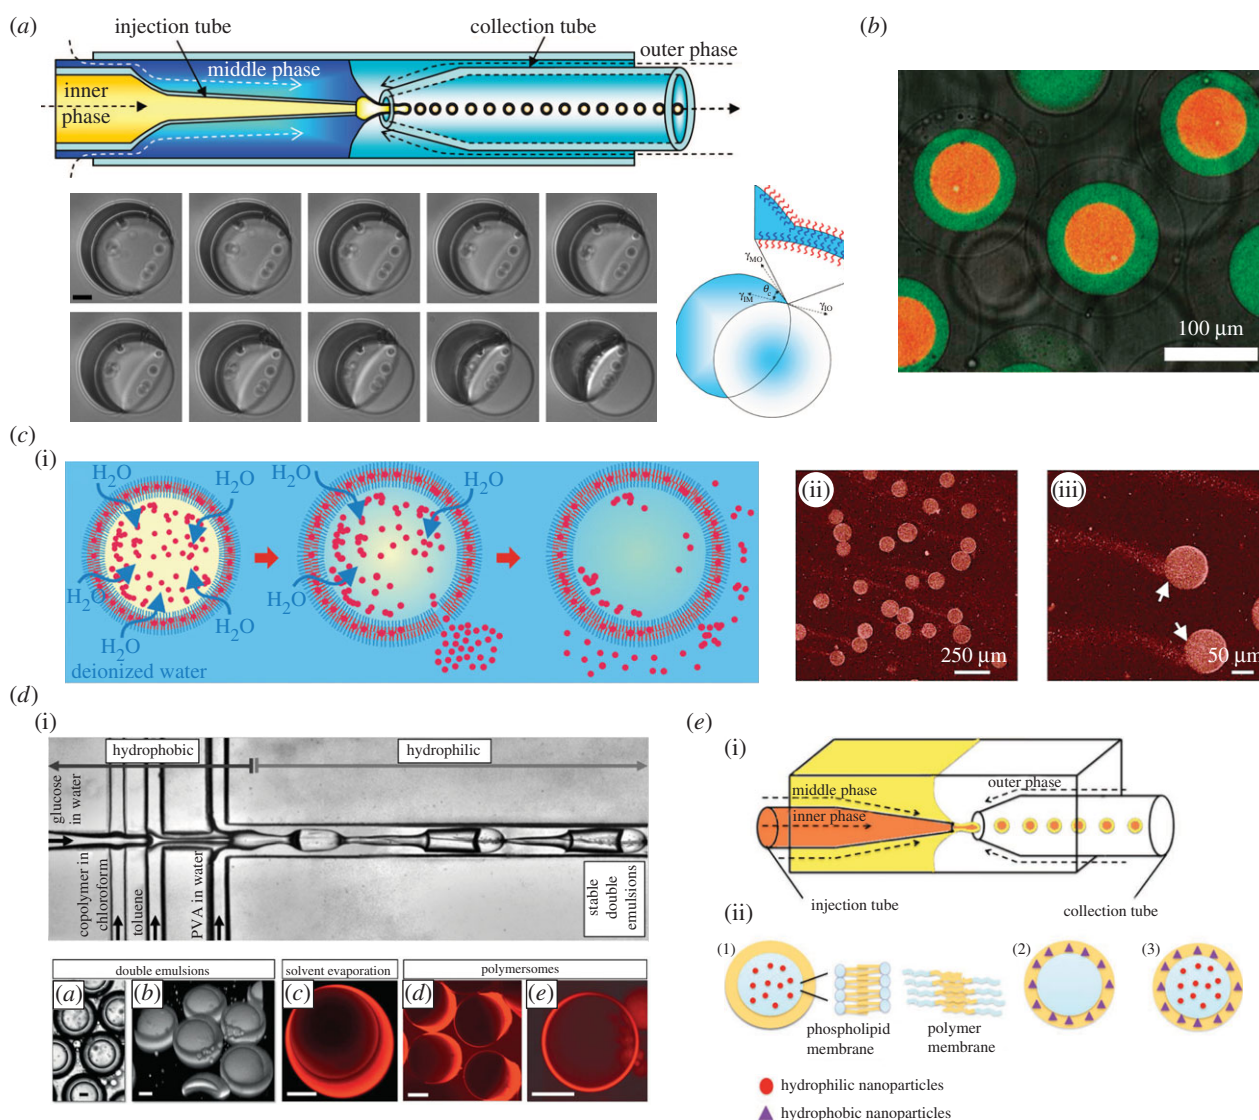 (a)
injection tube
collection tube
outer phase
middle phase
inner
phase
γMO
θc
γIM
γIO
(b)
100 µm
(c)
(i)
H2O
H2O
H2O
H2O
H2O
H2O
deionized water
H2O
H2O
H2O
(ii)
250 µm
(iii)
50 µm
(d)
(i)
hydrophobic
hydrophilic
glucose
in water
copolymer in
chloroform
toluene
PVA in water
stable
double
emulsions
double emulsions
solvent evaporation
polymersomes
(a)
(b)
(c)
(d)
(e)
(e)
(i)
middle phase
outer phase
inner phase
injection tube
collection tube
(ii)
(1)
(2)
(3)
phospholipid
membrane
polymer
membrane
hydrophilic nanoparticles
hydrophobic nanoparticles